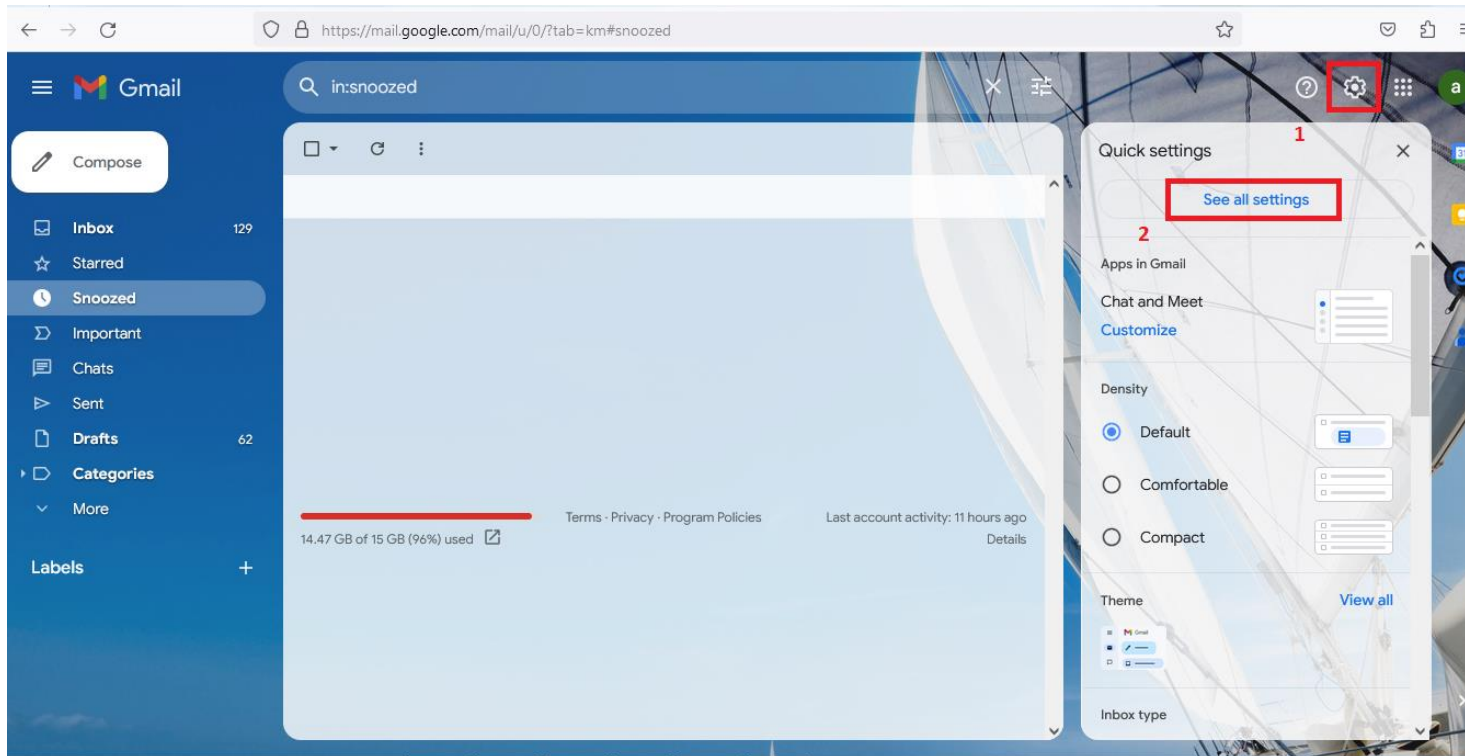 https://mail.google.com/mail/u/0/?tab=km#snoozed
Gmail
in:snoozed
a
1
Compose
Quick settings
31
See all settings
2
Inbox 129
Starred
Snoozed
Important
Chats
Sent
Drafts 62
Categories
More
Labels +
Terms · Privacy · Program Policies
Last account activity: 11 hours ago
14.47 GB of 15 GB (96%) used
Details
Apps in Gmail
Chat and Meet
Customize
Density
Default
Comfortable
Compact
Theme View all
Gmail
Inbox type